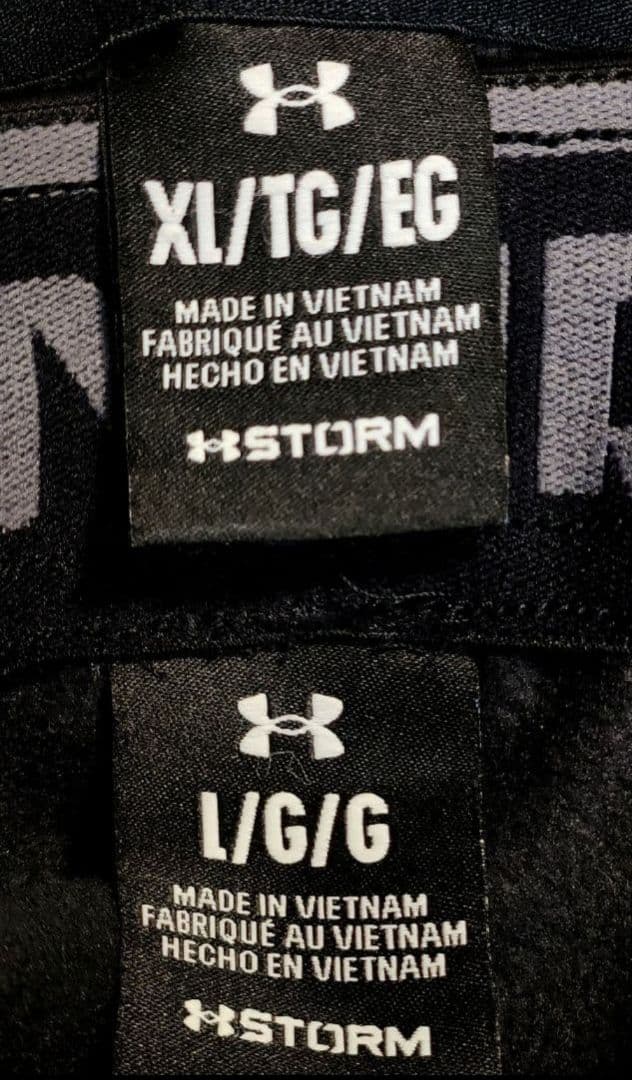 XL/TG/EG
MADE IN VIETNAM
FABRIQUÉ AU VIETNAM
HECHO EN VIETNAM
STORM
L/G/G
MADE IN VIETNAM
FABRIQUÉ AU VIETNAM
HECHO EN VIETNAM
STORM